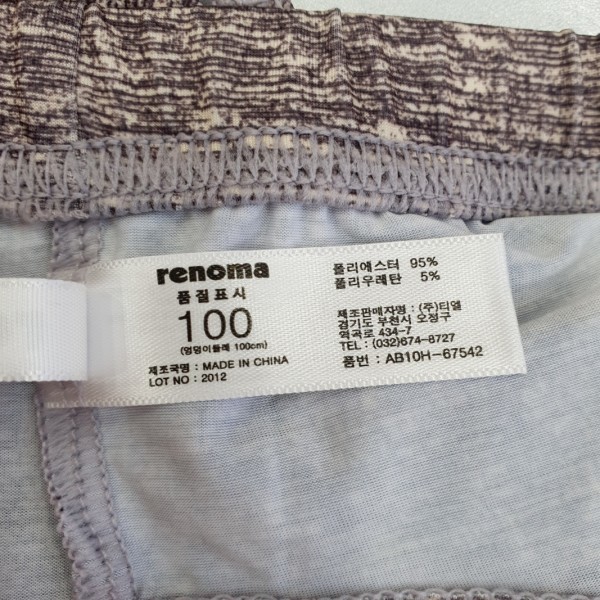 renoma
품질표시
100
(엉덩이둘레 100cm)
제조국명 : MADE IN CHINA
LOT NO : 2012
폴리에스터 95%
폴리우레탄 5%
제조판매자명 : (주)티엘
경기도 부천시 오정구
역곡로 434-7
TEL : (032)674-8727
품번 : AB10H-67542